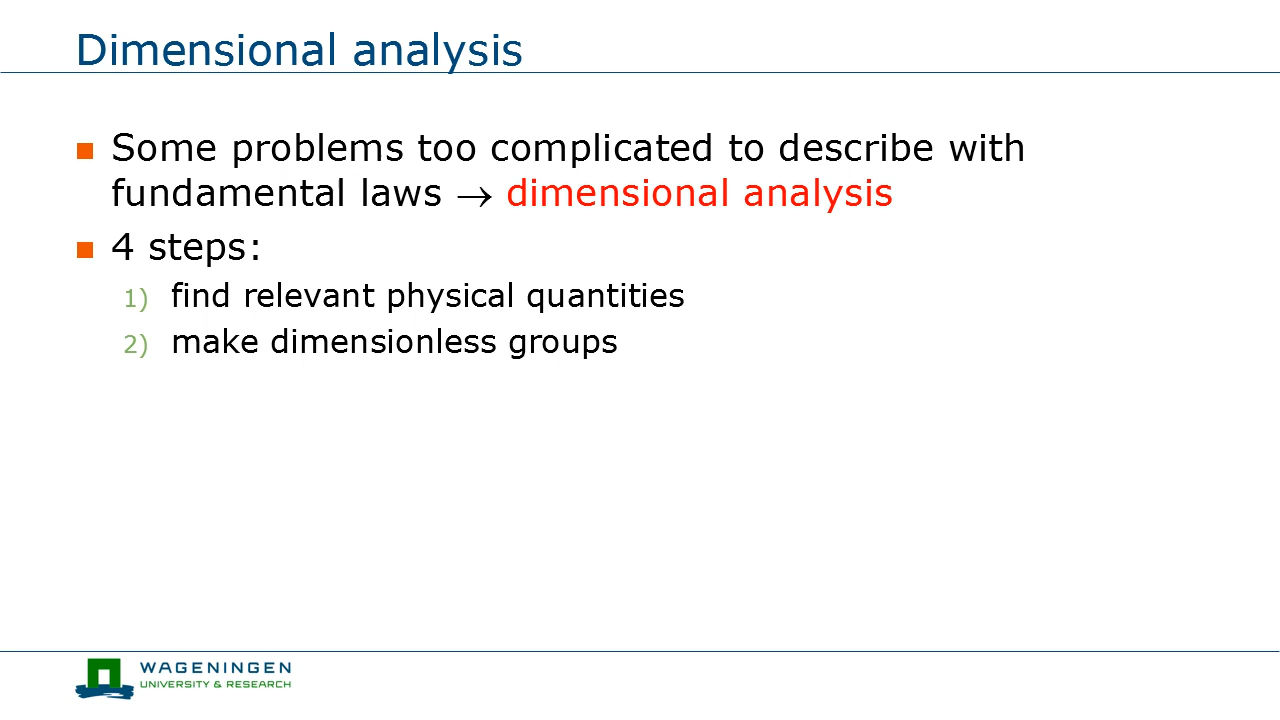 Dimensional analysis
Some problems too complicated to describe with
fundamental laws → dimensional analysis
4 steps:
1) find relevant physical quantities
2) make dimensionless groups
WAGENINGEN
UNIVERSITY & RESEARCH